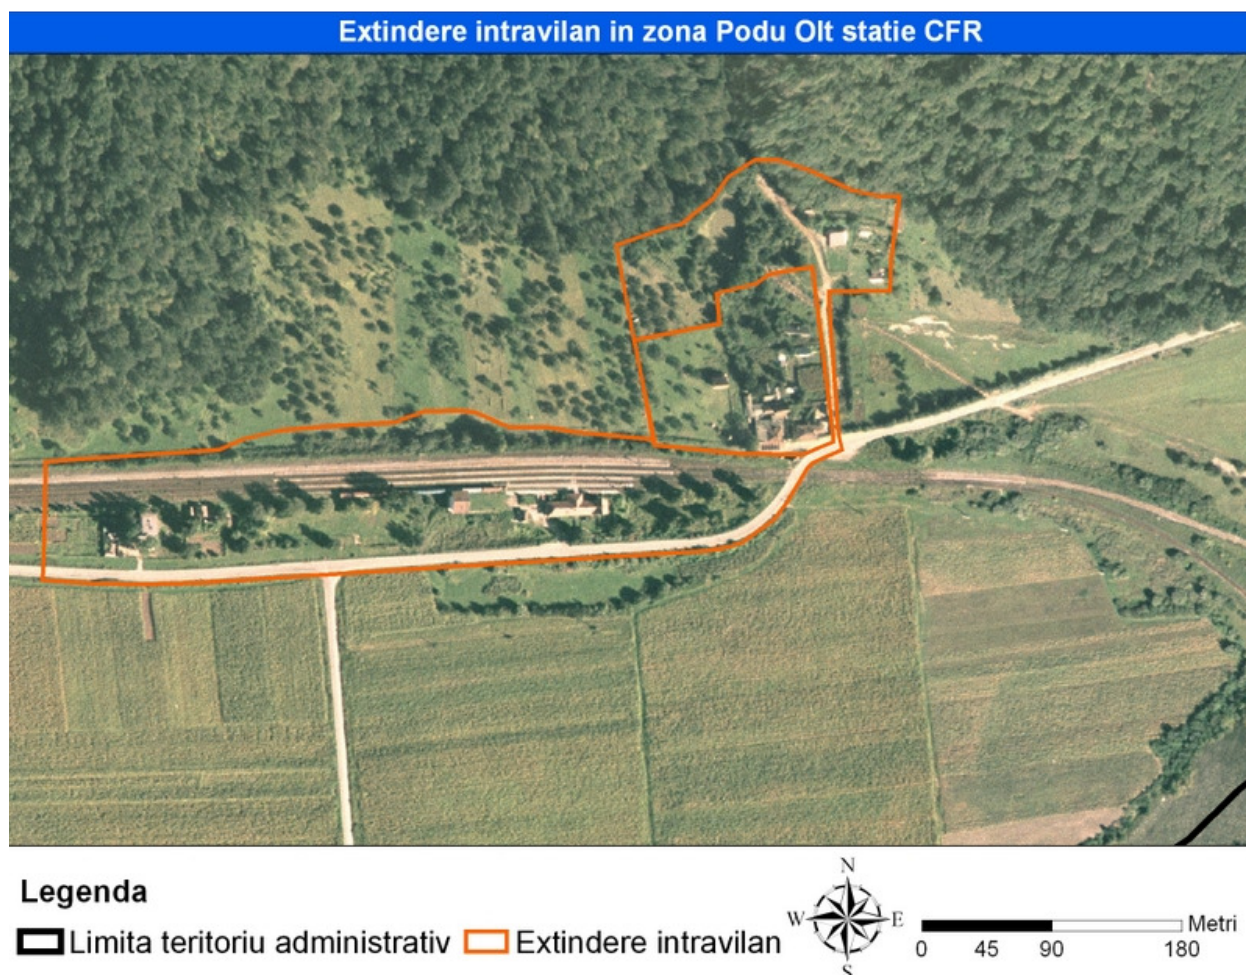 Extindere intravilan in zona Podu Olt statie CFR
Legenda
Limita teritoriu administrativ Extindere intravilan
N
W E
S
Metri
0 45 90 180